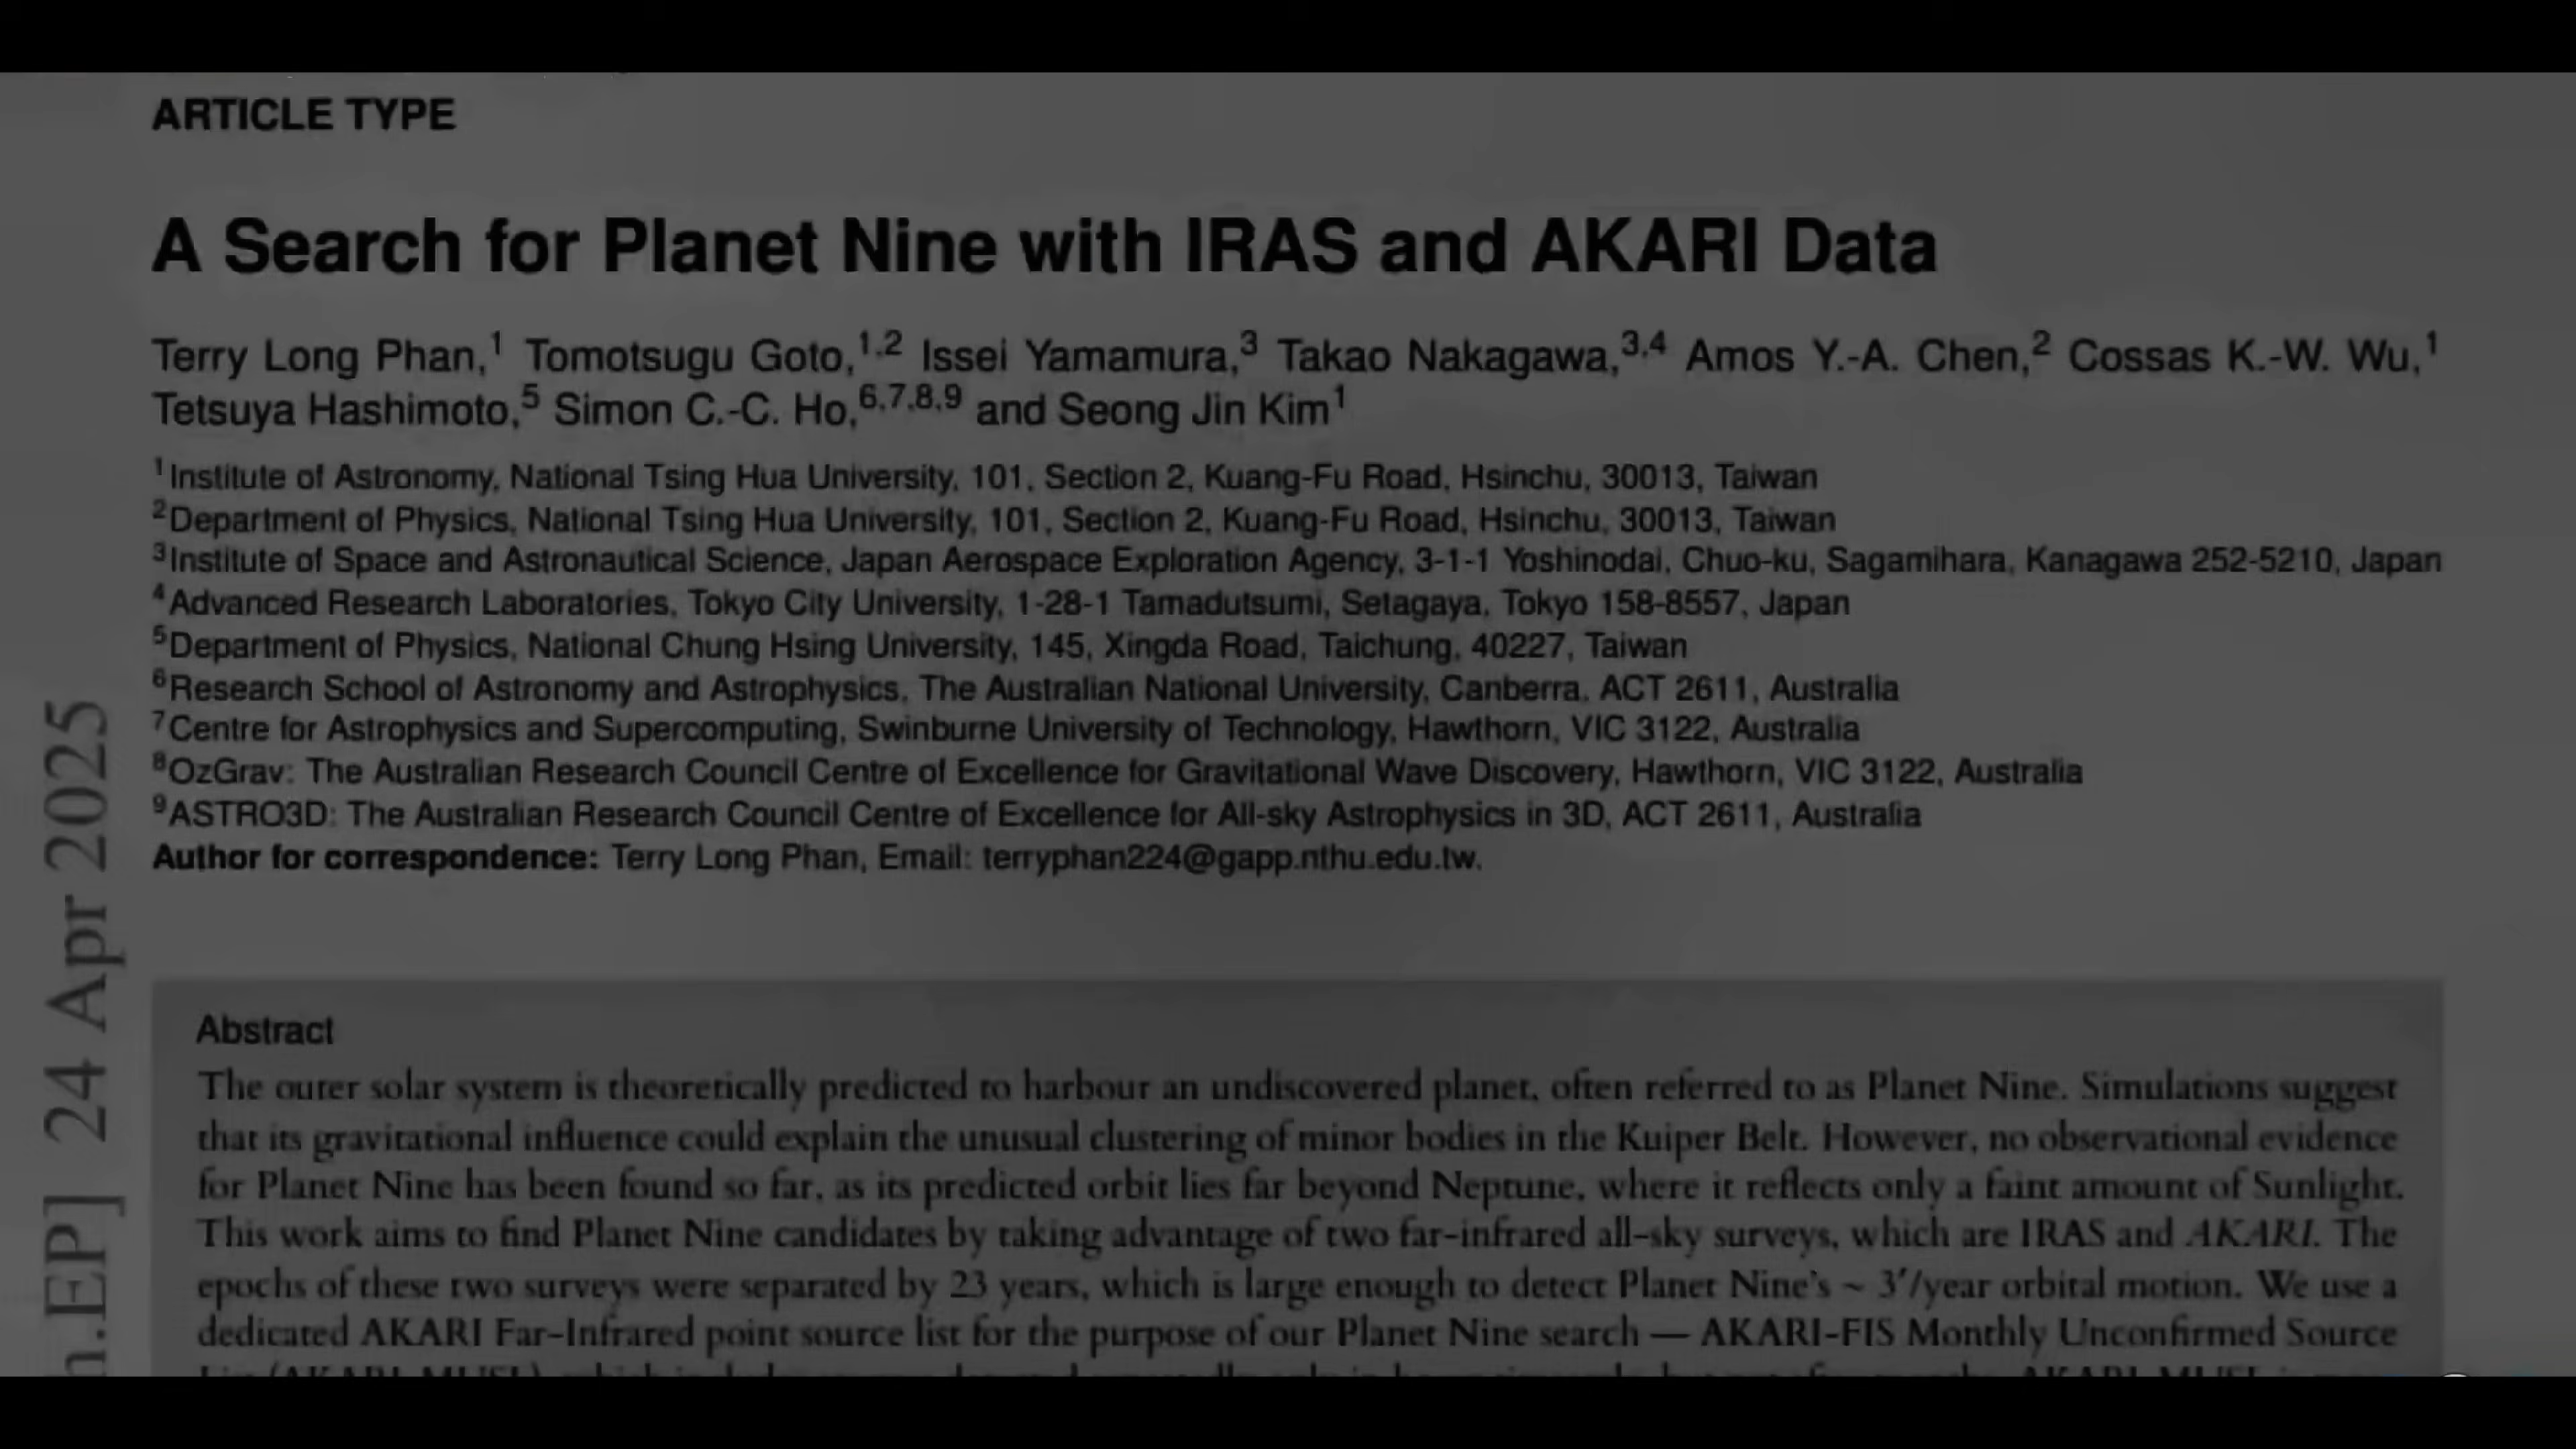 ARTICLE TYPE
A Search for Planet Nine with IRAS and AKARI Data
Terry Long Phan,1 Tomotsugu Goto,1,2 Issei Yamamura,3 Takao Nakagawa,3,4 Amos Y.-A. Chen,2 Cossas K.-W. Wu,1
Tetsuya Hashimoto,5 Simon C.-C. Ho,6,7,8,9 and Seong Jin Kim1
1Institute of Astronomy, National Tsing Hua University, 101, Section 2, Kuang-Fu Road, Hsinchu, 30013, Taiwan
2Department of Physics, National Tsing Hua University, 101, Section 2, Kuang-Fu Road, Hsinchu, 30013, Taiwan
3Institute of Space and Astronautical Science, Japan Aerospace Exploration Agency, 3-1-1 Yoshinodai, Chuo-ku, Sagamihara, Kanagawa 252-5210, Japan
4Advanced Research Laboratories, Tokyo City University, 1-28-1 Tamadutsumi, Setagaya, Tokyo 158-8557, Japan
5Department of Physics, National Chung Hsing University, 145, Xingda Road, Taichung, 40227, Taiwan
6Research School of Astronomy and Astrophysics, The Australian National University, Canberra, ACT 2611, Australia
7Centre for Astrophysics and Supercomputing, Swinburne University of Technology, Hawthorn, VIC 3122, Australia
8OzGrav: The Australian Research Council Centre of Excellence for Gravitational Wave Discovery, Hawthorn, VIC 3122, Australia
9ASTRO3D: The Australian Research Council Centre of Excellence for All-sky Astrophysics in 3D, ACT 2611, Australia
Author for correspondence: Terry Long Phan, Email: terryphan224@gapp.nthu.edu.tw.
n.EP] 24 Apr 2025
Abstract
The outer solar system is theoretically predicted to harbour an undiscovered planet, often referred to as Planet Nine. Simulations suggest
that its gravitational influence could explain the unusual clustering of minor bodies in the Kuiper Belt. However, no observational evidence
for Planet Nine has been found so far, as its predicted orbit lies far beyond Neptune, where it reflects only a faint amount of Sunlight.
This work aims to find Planet Nine candidates by taking advantage of two far-infrared all-sky surveys, which are IRAS and AKARI. The
epochs of these two surveys were separated by 23 years, which is large enough to detect Planet Nine's ~ 3′/year orbital motion. We use a
dedicated AKARI Far-Infrared point source list for the purpose of our Planet Nine search — AKARI-FIS Monthly Unconfirmed Source